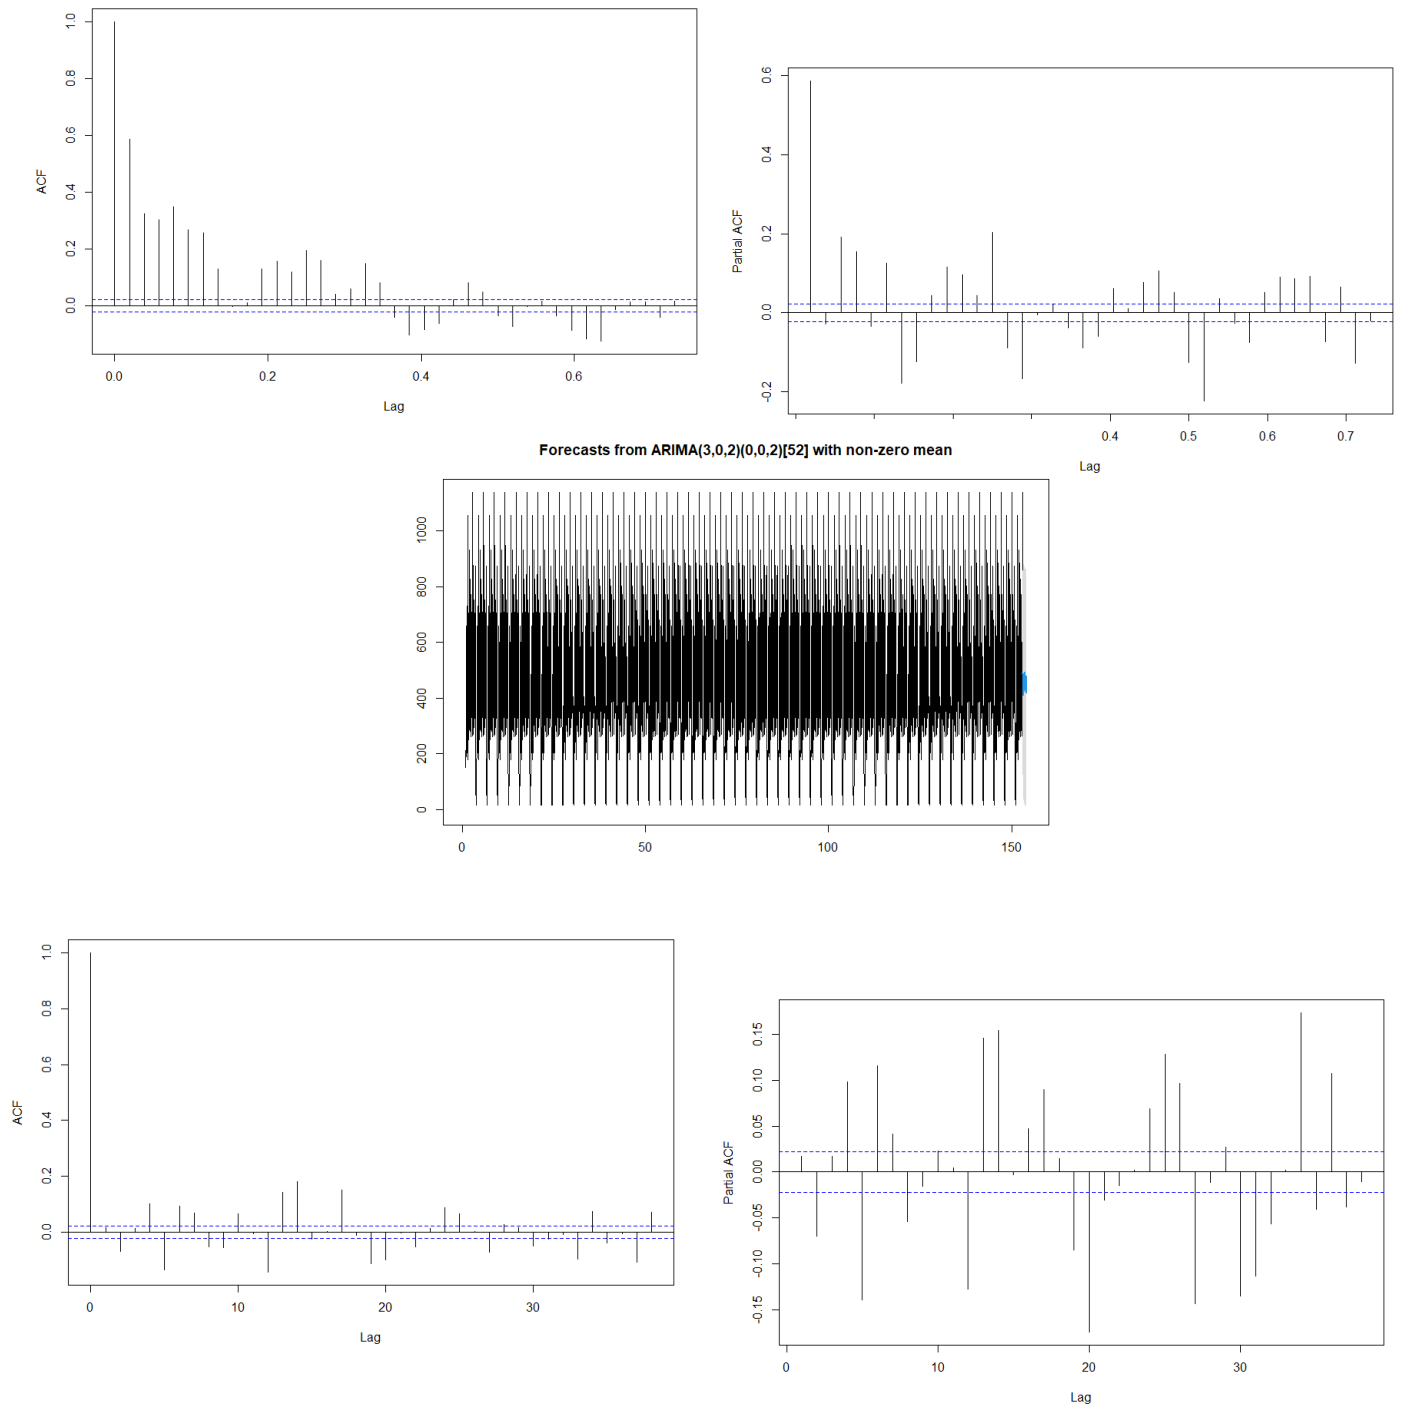 ACF
1.0
0.8
0.6
0.4
0.2
0.0
0.0 0.2 0.4 0.6
Lag
Partial ACF
0.6
0.4
0.2
0.0
-0.2
0.4 0.5 0.6 0.7
Lag
Forecasts from ARIMA(3,0,2)(0,0,2)[52] with non-zero mean
1000
800
600
400
200
0
0 50 100 150
ACF
1.0
0.8
0.6
0.4
0.2
0.0
0 10 20 30
Lag
Partial ACF
0.15
0.10
0.05
0.00
-0.05
-0.10
-0.15
0 10 20 30
Lag